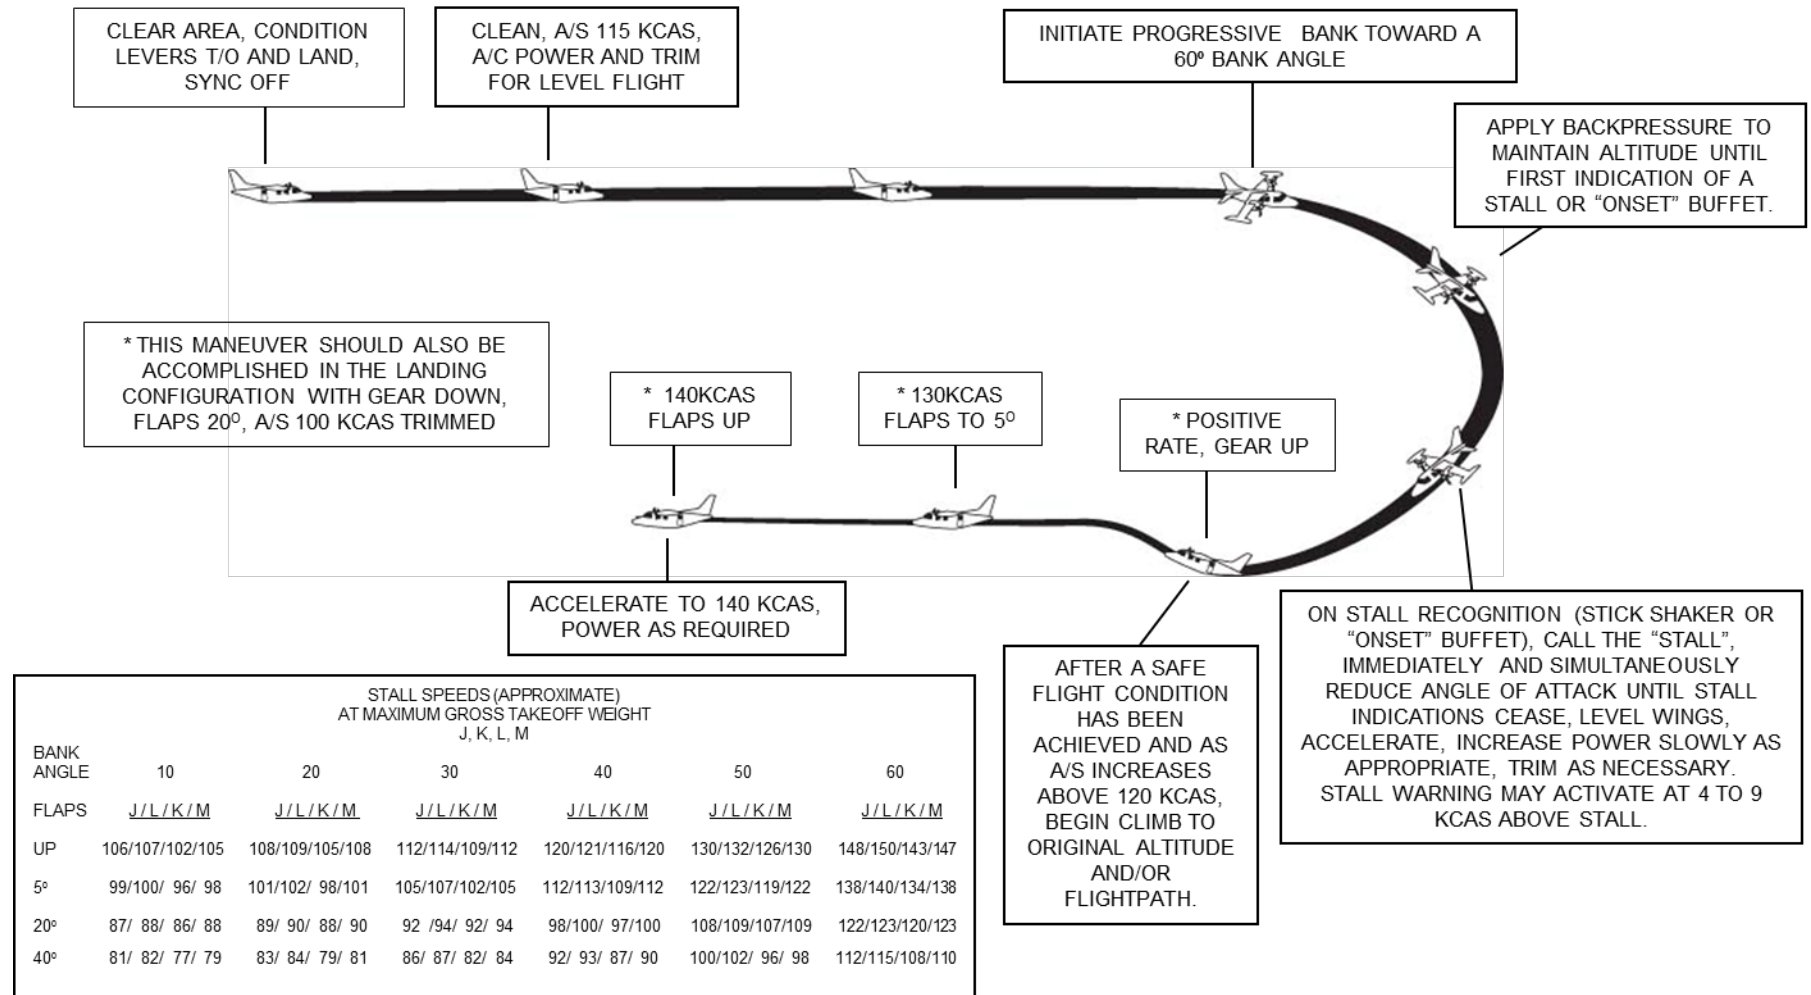 CLEAR AREA, CONDITION
LEVERS T/O AND LAND,
SYNC OFF
CLEAN, A/S 115 KCAS,
A/C POWER AND TRIM
FOR LEVEL FLIGHT
INITIATE PROGRESSIVE BANK TOWARD A
60º BANK ANGLE
APPLY BACKPRESSURE TO
MAINTAIN ALTITUDE UNTIL
FIRST INDICATION OF A
STALL OR “ONSET” BUFFET.
* THIS MANEUVER SHOULD ALSO BE
ACCOMPLISHED IN THE LANDING
CONFIGURATION WITH GEAR DOWN,
FLAPS 20º, A/S 100 KCAS TRIMMED
* 140KCAS
FLAPS UP
* 130KCAS
FLAPS TO 5º
* POSITIVE
RATE, GEAR UP
ACCELERATE TO 140 KCAS,
POWER AS REQUIRED
AFTER A SAFE
FLIGHT CONDITION
HAS BEEN
ACHIEVED AND AS
A/S INCREASES
ABOVE 120 KCAS,
BEGIN CLIMB TO
ORIGINAL ALTITUDE
AND/OR
FLIGHTPATH.
ON STALL RECOGNITION (STICK SHAKER OR
“ONSET” BUFFET), CALL THE “STALL”,
IMMEDIATELY AND SIMULTANEOUSLY
REDUCE ANGLE OF ATTACK UNTIL STALL
INDICATIONS CEASE, LEVEL WINGS,
ACCELERATE, INCREASE POWER SLOWLY AS
APPROPRIATE, TRIM AS NECESSARY.
STALL WARNING MAY ACTIVATE AT 4 TO 9
KCAS ABOVE STALL.
STALL SPEEDS (APPROXIMATE)
AT MAXIMUM GROSS TAKEOFF WEIGHT
J, K, L, M
BANK
ANGLE 10 20 30 40 50 60
FLAPS J / L / K / M J / L / K / M J / L / K / M J / L / K / M J / L / K / M J / L / K / M
UP 106/107/102/105 108/109/105/108 112/114/109/112 120/121/116/120 130/132/126/130 148/150/143/147
5º 99/100/ 96/ 98 101/102/ 98/101 105/107/102/105 112/113/109/112 122/123/119/122 138/140/134/138
20º 87/ 88/ 86/ 88 89/ 90/ 88/ 90 92 /94/ 92/ 94 98/100/ 97/100 108/109/107/109 122/123/120/123
40º 81/ 82/ 77/ 79 83/ 84/ 79/ 81 86/ 87/ 82/ 84 92/ 93/ 87/ 90 100/102/ 96/ 98 112/115/108/110